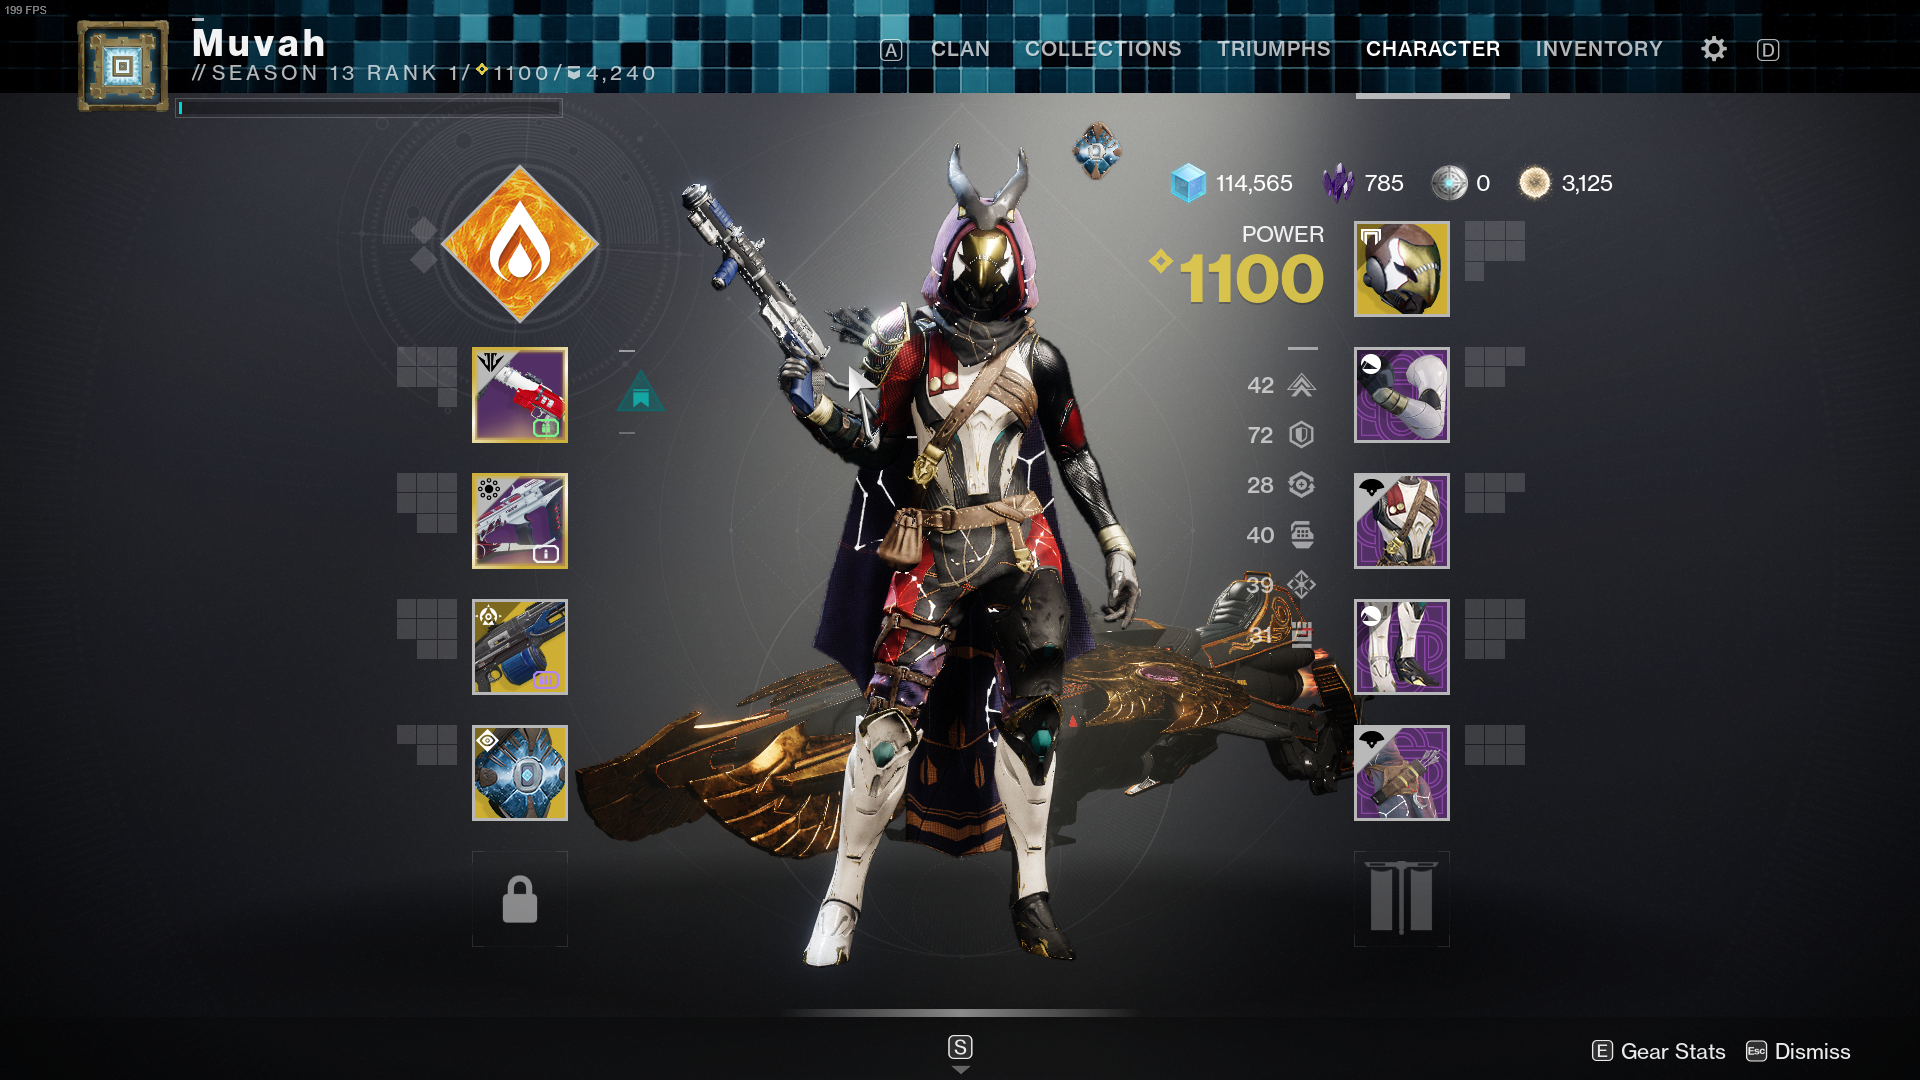 199 FPS
Muvah
// SEASON 13 RANK 1/1100/4,240
A CLAN COLLECTIONS TRIUMPHS CHARACTER INVENTORY D
114,565 785 0 3,125
POWER
1100
42
72
28
40
39
31
S
E Gear Stats Esc Dismiss